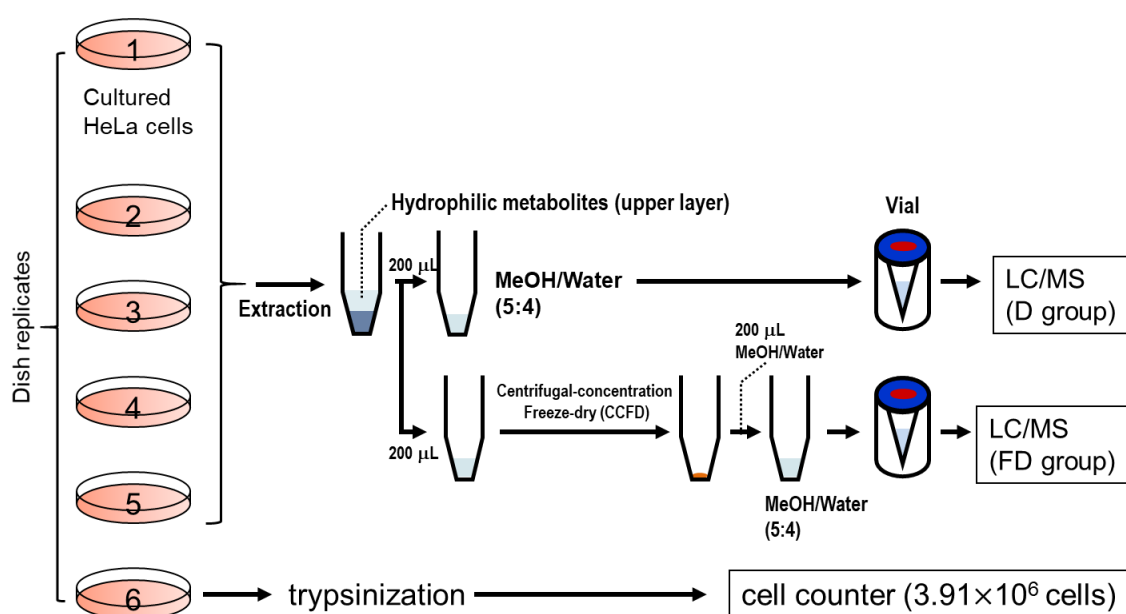 Dish replicates
1
Cultured
HeLa cells
2
3
4
5
6
Extraction
Hydrophilic metabolites (upper layer)
200 μL
MeOH/Water
(5:4)
Vial
LC/MS
(D group)
200 μL
Centrifugal-concentration
Freeze-dry (CCFD)
200 μL
MeOH/Water
MeOH/Water
(5:4)
LC/MS
(FD group)
trypsinization
cell counter (3.91×10⁶ cells)